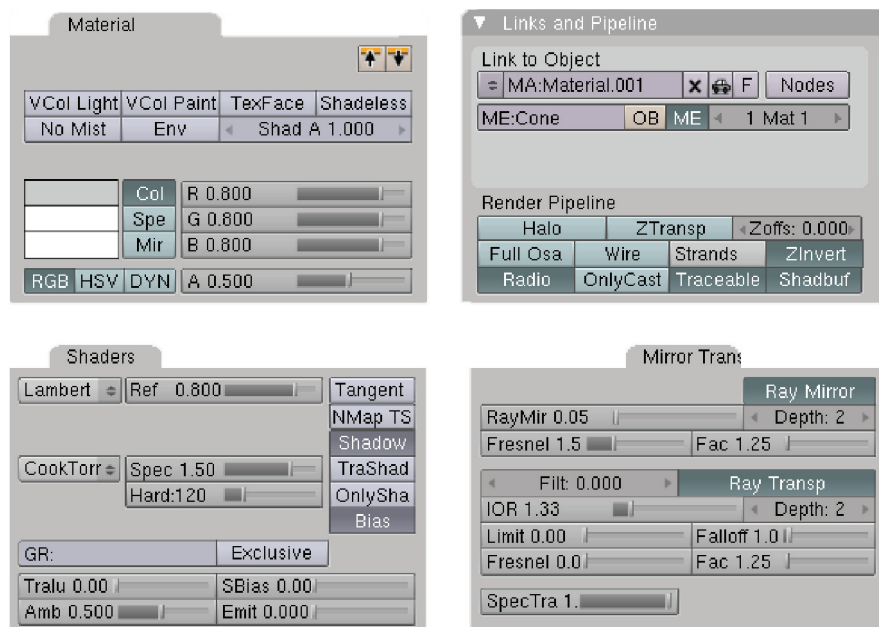 Material
VCol Light VCol Paint TexFace Shadeless
No Mist Env Shad A 1.000
Col R 0.800
Spe G 0.800
Mir B 0.800
RGB HSV DYN A 0.500
Links and Pipeline
Link to Object
MA:Material.001 X F Nodes
ME:Cone OB ME 1 Mat 1
Render Pipeline
Halo ZTransp Zoffs: 0.000
Full Osa Wire Strands ZInvert
Radio OnlyCast Traceable Shadbuf
Shaders
Lambert Ref 0.800 Tangent
NMap TS
Shadow
CookTorr Spec 1.50 TraShad
Hard:120 OnlySha
Bias
GR: Exclusive
Tralu 0.00 SBias 0.00
Amb 0.500 Emit 0.000
Mirror Trans
Ray Mirror
RayMir 0.05 Depth: 2
Fresnel 1.5 Fac 1.25
Filt: 0.000 Ray Transp
IOR 1.33 Depth: 2
Limit 0.00 Falloff 1.0
Fresnel 0.0 Fac 1.25
SpecTra 1.